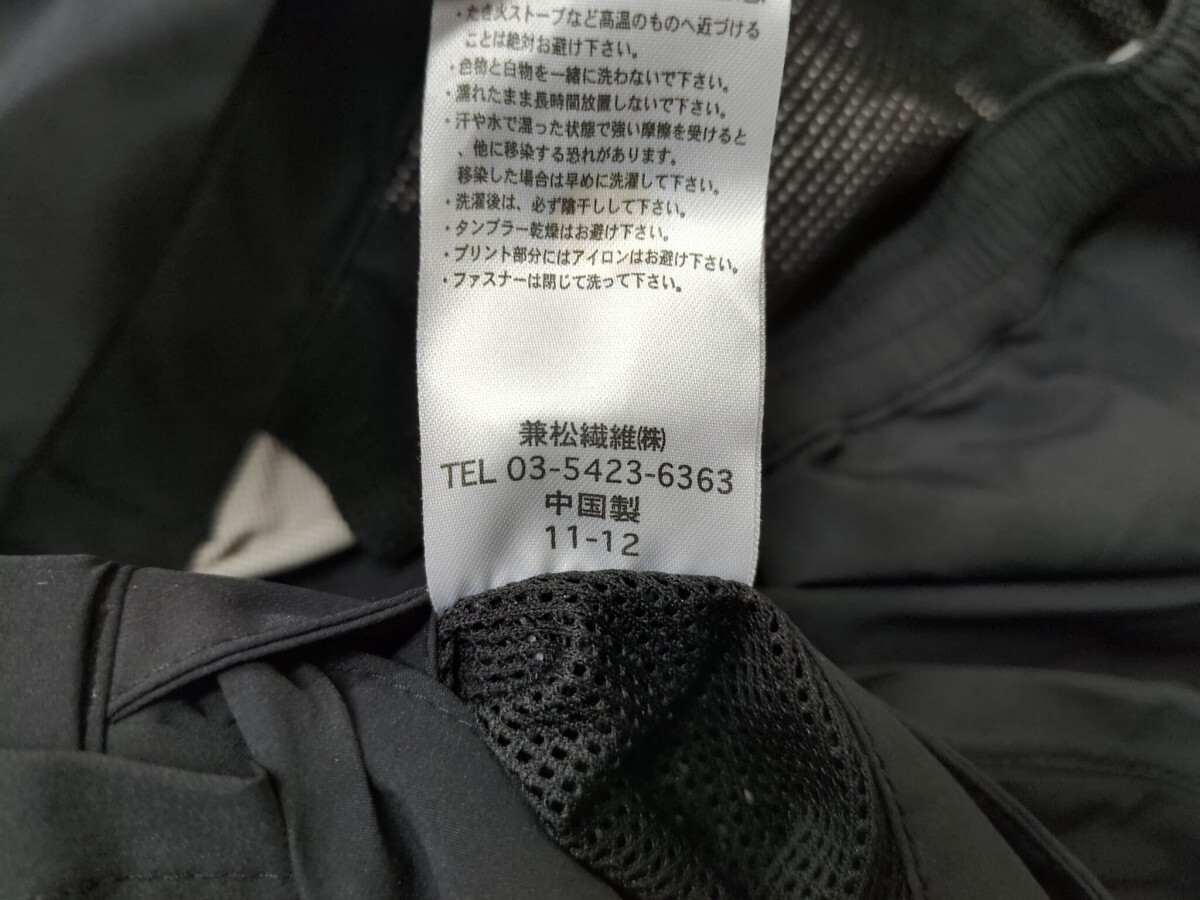 ・たき火ストーブなど高温のものへ近づける
ことは絶対お避け下さい。
・色物と白物を一緒に洗わないで下さい。
・濡れたまま長時間放置しないで下さい。
・汗や水で湿った状態で強い摩擦を受けると
、他に移染する恐れがあります。
移染した場合は早めに洗濯して下さい。
・洗濯後は、必ず陰干しして下さい。
・タンブラー乾燥はお避け下さい。
・プリント部分にはアイロンはお避け下さい。
・ファスナーは閉じて洗って下さい。
兼松繊維㈱
TEL 03-5423-6363
中国製
11-12